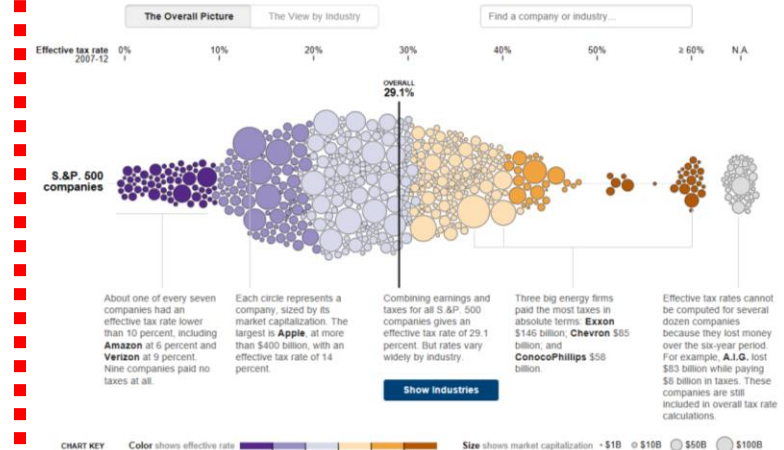 The Overall Picture
The View by Industry
Find a company or industry…
Effective tax rate
2007-12
0%
10%
20%
30%
40%
50%
≥ 60%
N.A.
OVERALL
29.1%
S.&P. 500
companies
About one of every seven
companies had an
effective tax rate lower
than 10 percent, including
Amazon at 6 percent and
Verizon at 9 percent.
Nine companies paid no
taxes at all.
Each circle represents a
company, sized by its
market capitalization. The
largest is Apple, at more
than $400 billion, with an
effective tax rate of 14
percent.
Combining earnings and
taxes for all S.&P. 500
companies gives an
effective tax rate of 29.1
percent. But rates vary
widely by industry.
Show Industries
Three big energy firms
paid the most taxes in
absolute terms: Exxon
$146 billion; Chevron $85
billion; and
ConocoPhillips $58
billion.
Effective tax rates cannot
be computed for several
dozen companies
because they lost money
over the six-year period.
For example, A.I.G. lost
$83 billion while paying
$8 billion in taxes. These
companies are still
included in overall tax rate
calculations.
CHART KEY
Color shows effective rate
Size shows market capitalization
$1B
$10B
$50B
$100B